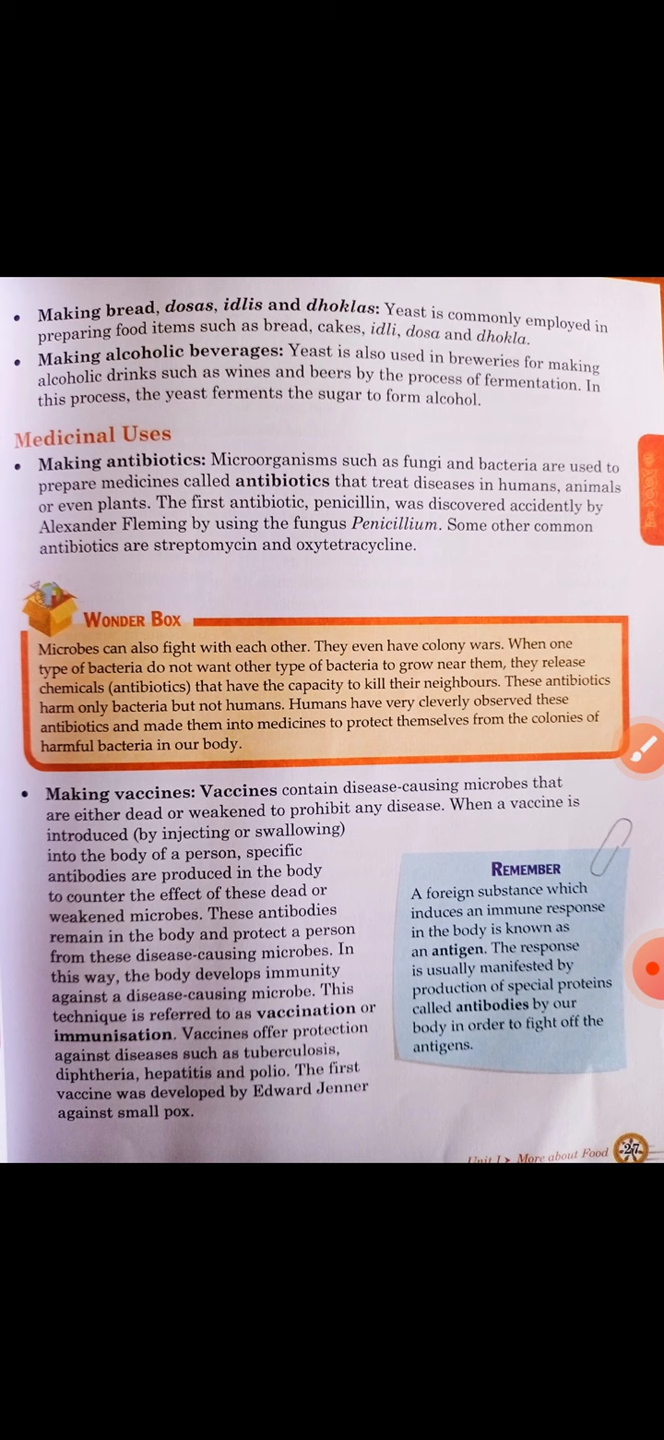 • Making bread, dosas, idlis and dhoklas: Yeast is commonly employed in
preparing food items such as bread, cakes, idli, dosa and dhokla.
• Making alcoholic beverages: Yeast is also used in breweries for making
alcoholic drinks such as wines and beers by the process of fermentation. In
this process, the yeast ferments the sugar to form alcohol.
Medicinal Uses
• Making antibiotics: Microorganisms such as fungi and bacteria are used to
prepare medicines called antibiotics that treat diseases in humans, animals
or even plants. The first antibiotic, penicillin, was discovered accidently by
Alexander Fleming by using the fungus Penicillium. Some other common
antibiotics are streptomycin and oxytetracycline.
WONDER BOX
Microbes can also fight with each other. They even have colony wars. When one
type of bacteria do not want other type of bacteria to grow near them, they release
chemicals (antibiotics) that have the capacity to kill their neighbours. These antibiotics
harm only bacteria but not humans. Humans have very cleverly observed these
antibiotics and made them into medicines to protect themselves from the colonies of
harmful bacteria in our body.
• Making vaccines: Vaccines contain disease-causing microbes that
are either dead or weakened to prohibit any disease. When a vaccine is
introduced (by injecting or swallowing)
into the body of a person, specific
antibodies are produced in the body
to counter the effect of these dead or
weakened microbes. These antibodies
remain in the body and protect a person
from these disease-causing microbes. In
this way, the body develops immunity
against a disease-causing microbe. This
technique is referred to as vaccination or
immunisation. Vaccines offer protection
against diseases such as tuberculosis,
diphtheria, hepatitis and polio. The first
vaccine was developed by Edward Jenner
against small pox.
REMEMBER
A foreign substance which
induces an immune response
in the body is known as
an antigen. The response
is usually manifested by
production of special proteins
called antibodies by our
body in order to fight off the
antigens.
Unit I > More about Food 27